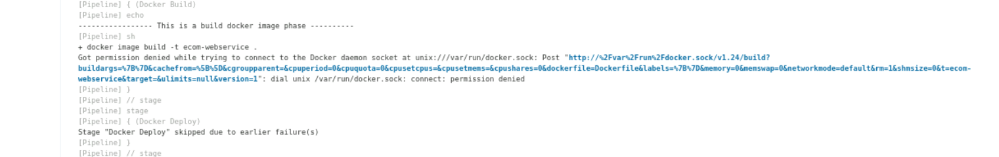 [Pipeline] { (Docker Build)
[Pipeline] echo
----------------- This is a build docker image phase ----------
[Pipeline] sh
+ docker image build -t ecom-webservice .
Got permission denied while trying to connect to the Docker daemon socket at unix:///var/run/docker.sock: Post "http://%2Fvar%2Frun%2Fdocker.sock/v1.24/build?
buildargs=%7B%7D&cachefrom=%5B%5D&cgroupparent=&cpuperiod=0&cpuquota=0&cpusetcpus=&cpusetmems=&cpushares=0&dockerfile=Dockerfile&labels=%7B%7D&memory=0&memswap=0&networkmode=default&rm=1&shmsize=0&t=ecom-
webservice&target=&ulimits=null&version=1": dial unix /var/run/docker.sock: connect: permission denied
[Pipeline] }
[Pipeline] // stage
[Pipeline] stage
[Pipeline] { (Docker Deploy)
Stage "Docker Deploy" skipped due to earlier failure(s)
[Pipeline] }
[Pipeline] // stage